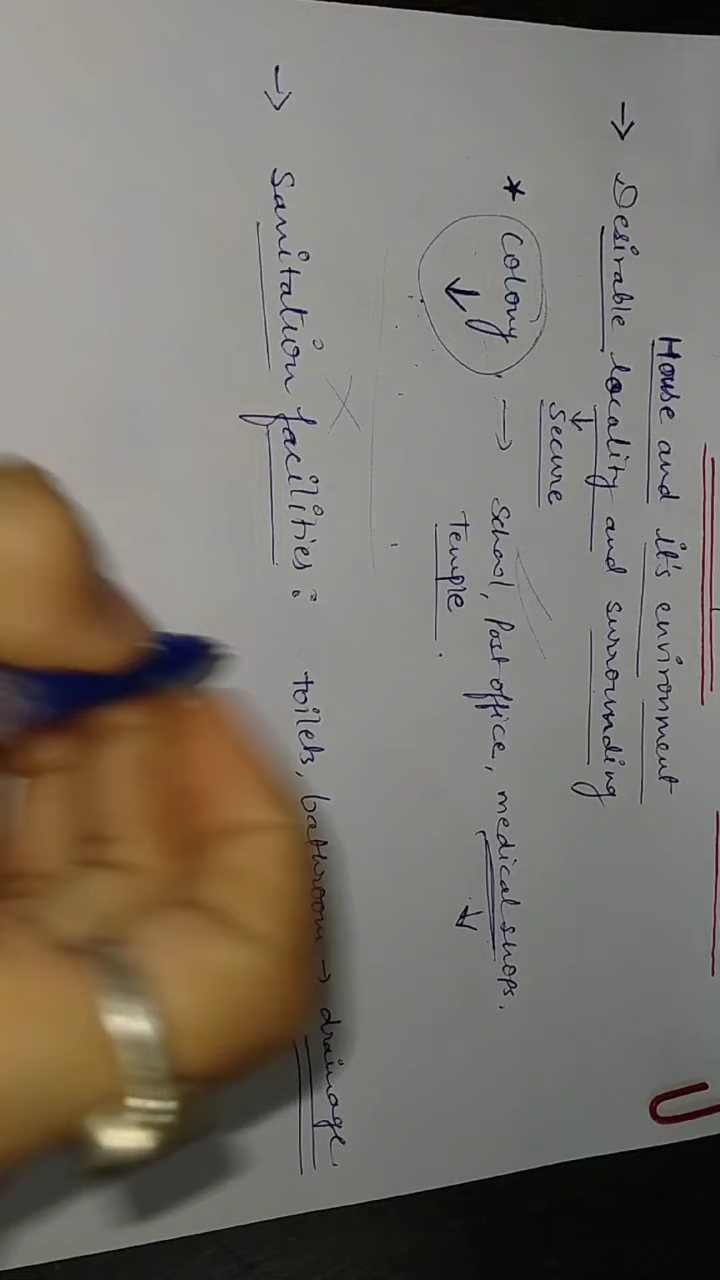 House and it's environment
→ Desirable locality and surrounding
↓
Secure
* Colony → School, Post office, medical shops,
↓ Temple. ↓
→ Sanitation facilities: toilets, bathroom → drainage.